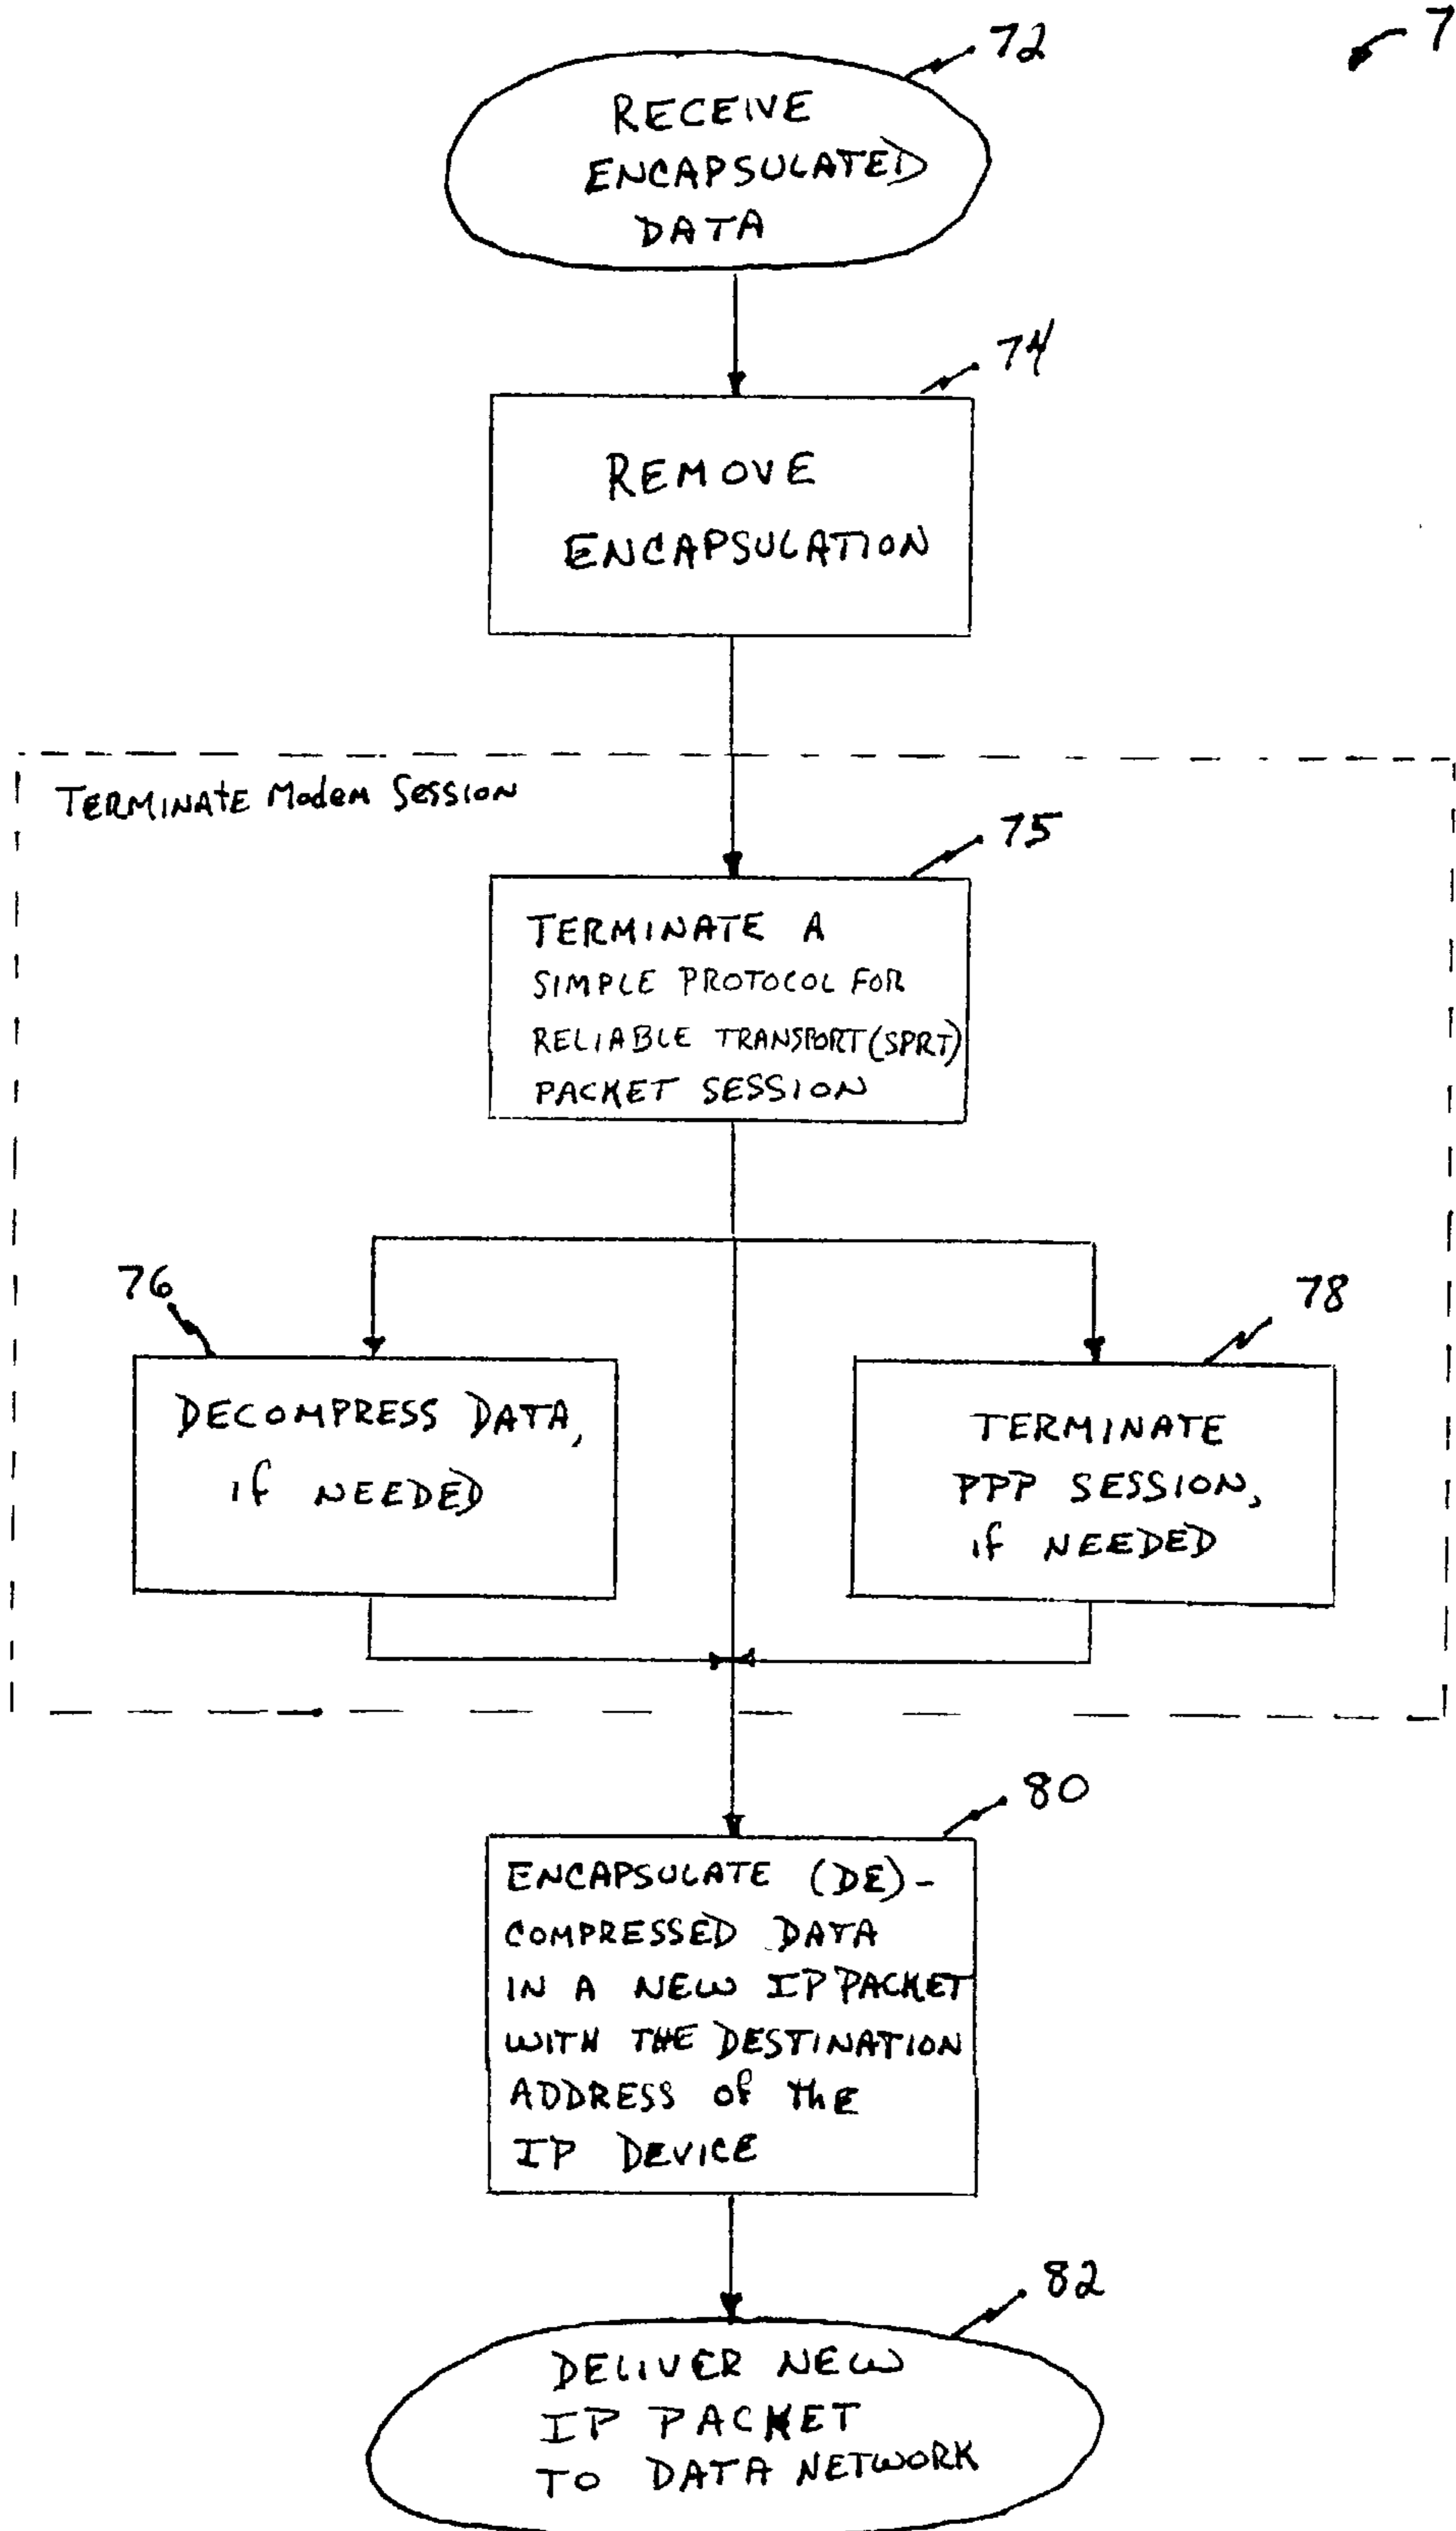 72
7
RECEIVE
ENCAPSULATED
DATA
74
REMOVE
ENCAPSULATION
TERMINATE Modem Session
75
TERMINATE A
SIMPLE PROTOCOL FOR
RELIABLE TRANSPORT (SPRT)
PACKET SESSION
76
78
DECOMPRESS DATA,
if NEEDED
TERMINATE
PPP SESSION,
if NEEDED
80
ENCAPSULATE (DE)-
COMPRESSED DATA
IN A NEW IP PACKET
WITH THE DESTINATION
ADDRESS of thE
IP DEVICE
82
DELIVER NEW
IP PACKET
TO DATA NETWORK